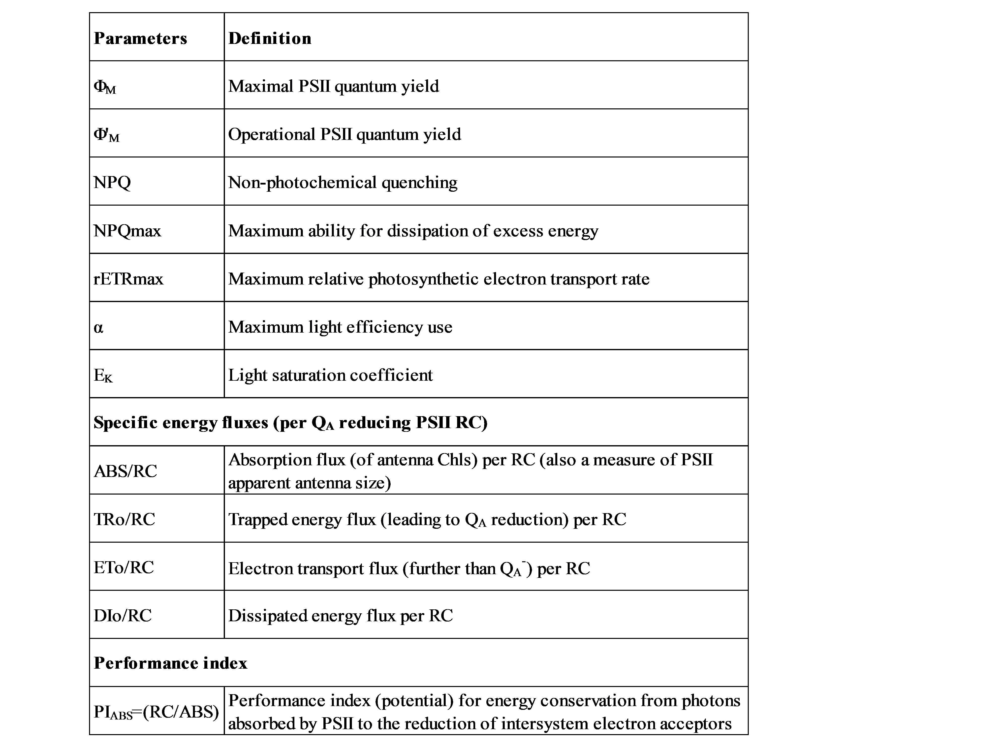 Parameters Definition
Φ_M Maximal PSII quantum yield
Φ'_M Operational PSII quantum yield
NPQ Non-photochemical quenching
NPQmax Maximum ability for dissipation of excess energy
rETRmax Maximum relative photosynthetic electron transport rate
α Maximum light efficiency use
E_K Light saturation coefficient
Specific energy fluxes (per Q_A reducing PSII RC)
ABS/RC Absorption flux (of antenna Chls) per RC (also a measure of PSII
apparent antenna size)
TRo/RC Trapped energy flux (leading to Q_A reduction) per RC
ETo/RC Electron transport flux (further than Q_A⁻) per RC
DIo/RC Dissipated energy flux per RC
Performance index
PI_ABS=(RC/ABS) Performance index (potential) for energy conservation from photons
absorbed by PSII to the reduction of intersystem electron acceptors